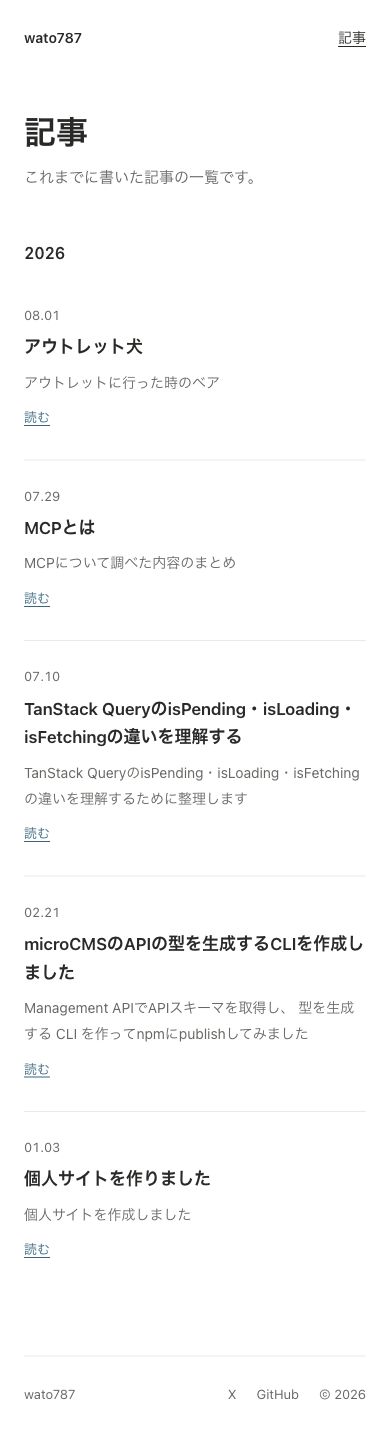 wato787
記事
記事
これまでに書いた記事の一覧です。
2026
08.01
アウトレット犬
アウトレットに行った時のベア
読む
07.29
MCPとは
MCPについて調べた内容のまとめ
読む
07.10
TanStack QueryのisPending・isLoading・
isFetchingの違いを理解する
TanStack QueryのisPending・isLoading・isFetching
の違いを理解するために整理します
読む
02.21
microCMSのAPIの型を生成するCLIを作成し
ました
Management APIでAPIスキーマを取得し、 型を生成
する CLI を作ってnpmにpublishしてみました
読む
01.03
個人サイトを作りました
個人サイトを作成しました
読む
wato787
X
GitHub
© 2026